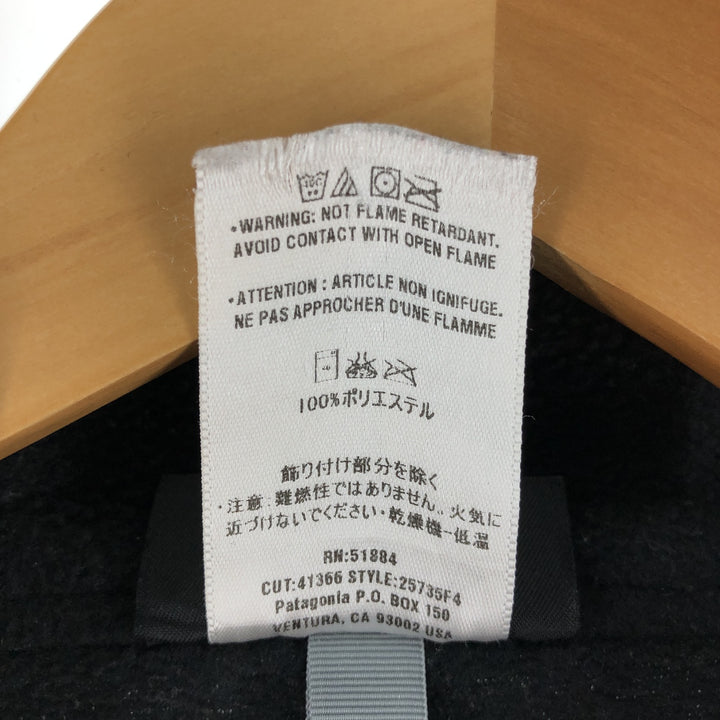 •WARNING: NOT FLAME RETARDANT.
AVOID CONTACT WITH OPEN FLAME
•ATTENTION : ARTICLE NON IGNIFUGE.
NE PAS APPROCHER D'UNE FLAMME
100%ポリエステル
飾り付け部分を除く
・注意：難燃性ではありません。火気に
近づけないでください・乾燥機－低温
RN:51884
CUT:41366 STYLE:25735F4
Patagonia P.O. BOX 150
VENTURA, CA 93002 USA